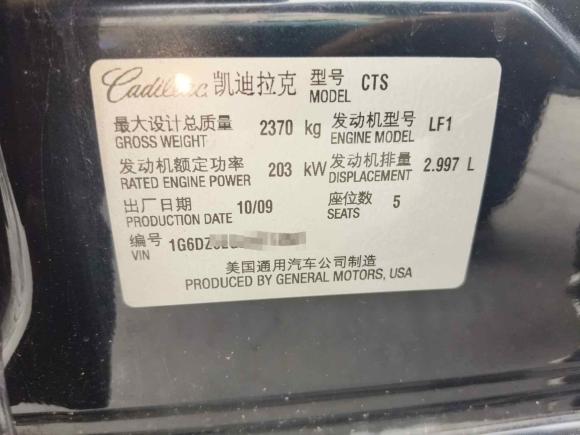 Cadillac 凯迪拉克 型号 CTS
MODEL
最大设计总质量 2370 kg 发动机型号 LF1
GROSS WEIGHT ENGINE MODEL
发动机额定功率 203 kW 发动机排量 2.997 L
RATED ENGINE POWER DISPLACEMENT
出厂日期 10/09 座位数 5
PRODUCTION DATE SEATS
编号 1G6DZ
VIN
美国通用汽车公司制造
PRODUCED BY GENERAL MOTORS, USA